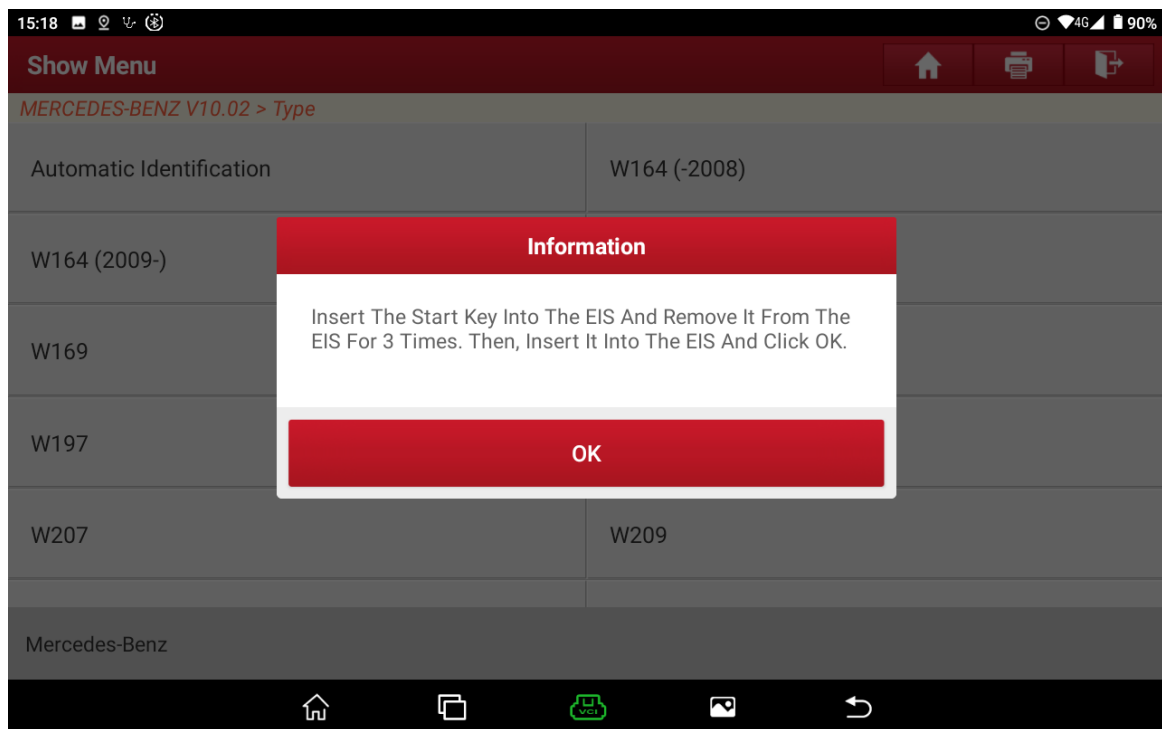 15:18
4G 90%
Show Menu
MERCEDES-BENZ V10.02 > Type
Automatic Identification
W164 (-2008)
W164 (2009-)
Information
Insert The Start Key Into The EIS And Remove It From The
EIS For 3 Times. Then, Insert It Into The EIS And Click OK.
W169
W197
OK
W207
W209
Mercedes-Benz
VCI